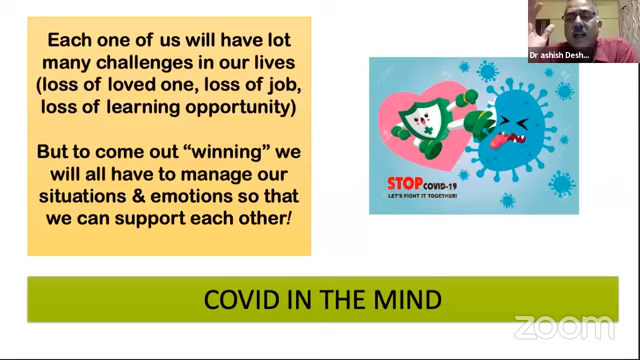 Each one of us will have lot
many challenges in our lives
(loss of loved one, loss of job,
loss of learning opportunity)
But to come out “winning” we
will all have to manage our
situations & emotions so that
we can support each other!
Dr ashish Desh...
STOP COVID-19
LET'S FIGHT IT TOGETHER!
COVID IN THE MIND
zoom